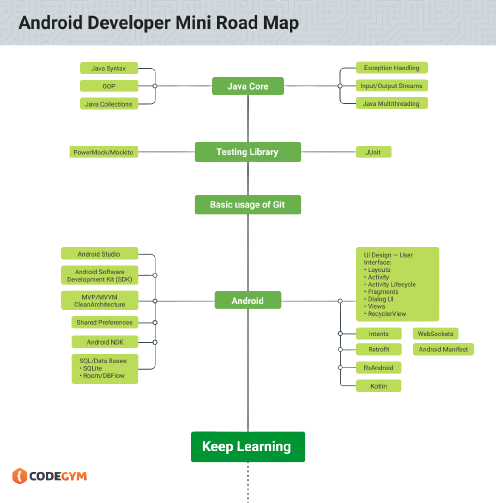 Android Developer Mini Road Map
Java Syntax
OOP
Java Collections
Java Core
Exception Handling
Input/Output Streams
Java Multithreading
PowerMock/Mockito
Testing Library
JUnit
Basic usage of Git
Android Studio
Android Software
Development Kit (SDK)
MVP/MVYM
CleanArchitecture
Shared Preferences
Android NDK
SQL/Data Bases:
• SQLite
• Room/DBFlow
Android
UI Design — User
Interface:
• Layouts
• Activity
• Activity Lifecycle
• Fragments
• Dialog UI
• Views
• RecyclerView
Intents
WebSockets
Retrofit
Android Manifest
RxAndroid
Kotlin
Keep Learning
CODEGYM